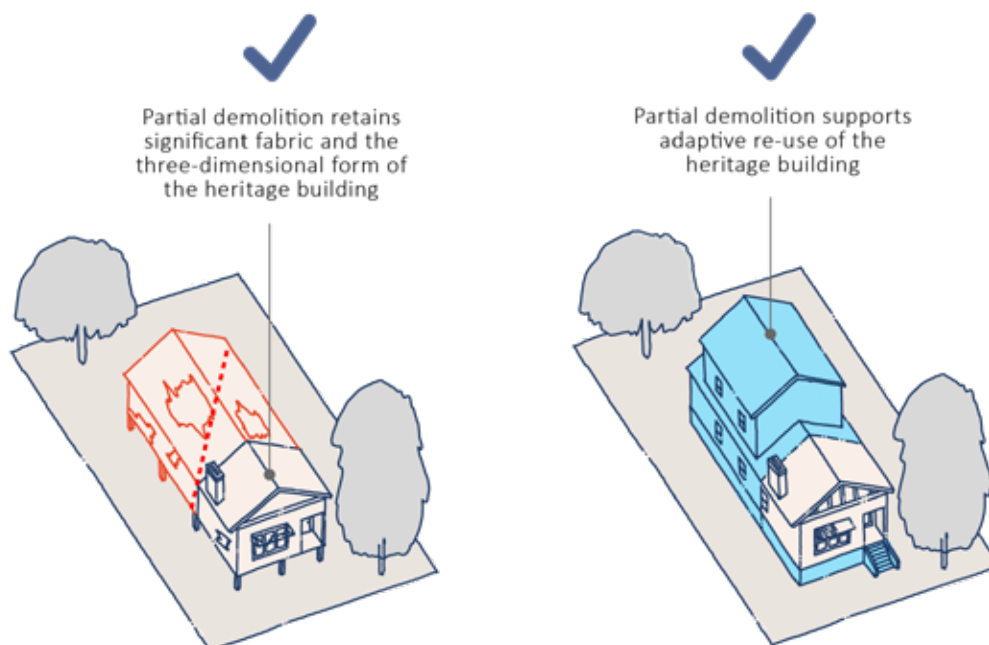 Partial demolition retains
significant fabric and the
three-dimensional form of
the heritage building
Partial demolition supports
adaptive re-use of the
heritage building